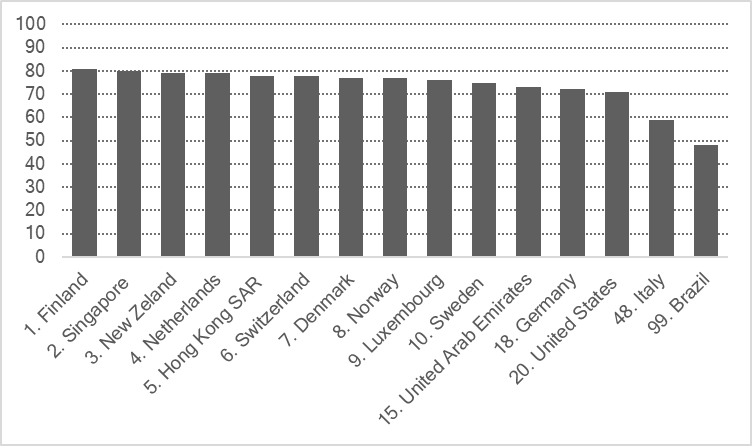 100
90
80
70
60
50
40
30
20
10
0
1. Finland
2. Singapore
3. New Zeland
4. Netherlands
5. Hong Kong SAR
6. Switzerland
7. Denmark
8. Norway
9. Luxembourg
10. Sweden
15. United Arab Emirates
18. Germany
20. United States
48. Italy
99. Brazil